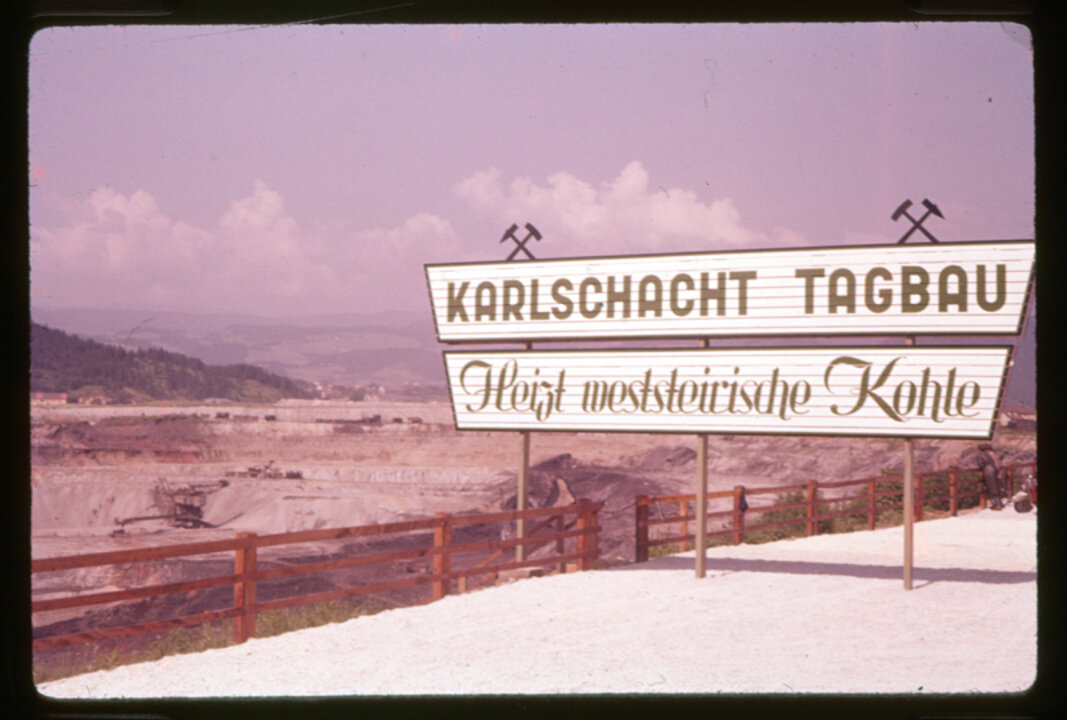 KARLSCHACHT TAGBAU
Heizt weststeirische Kohle